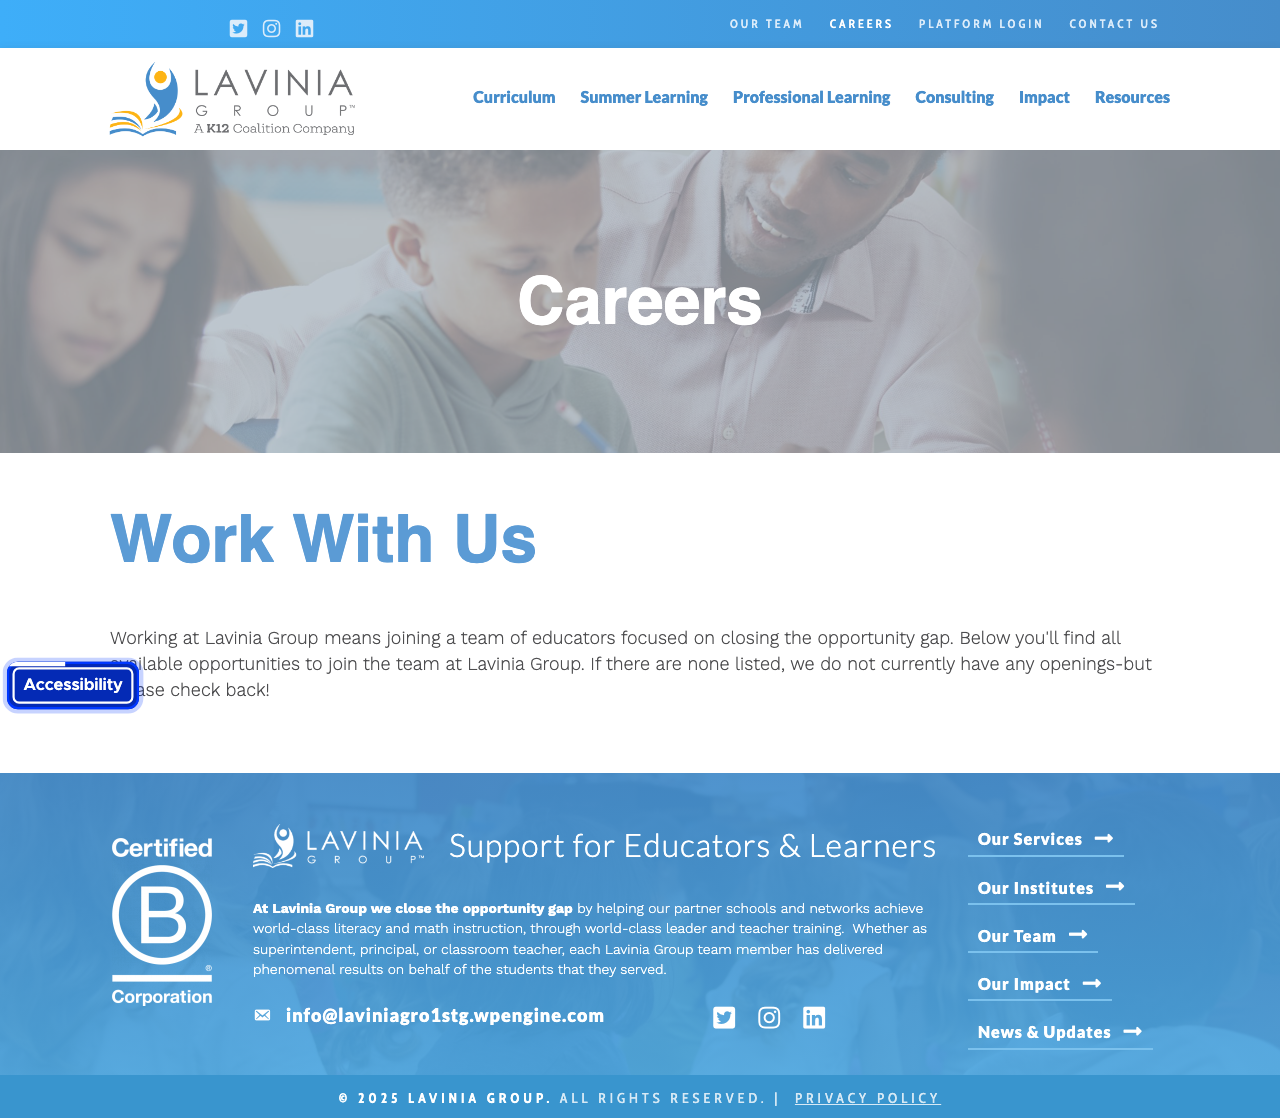 OUR TEAM CAREERS PLATFORM LOGIN CONTACT US
LAVINIA
GROUP™
A K12 Coalition Company
Curriculum Summer Learning Professional Learning Consulting Impact Resources
Careers
Work With Us
Working at Lavinia Group means joining a team of educators focused on closing the opportunity gap. Below you'll find all
available opportunities to join the team at Lavinia Group. If there are none listed, we do not currently have any openings-but
ase check back!
Accessibility
Certified
B
®
Corporation
LAVINIA
GROUP™
Support for Educators & Learners
At Lavinia Group we close the opportunity gap by helping our partner schools and networks achieve
world-class literacy and math instruction, through world-class leader and teacher training. Whether as
superintendent, principal, or classroom teacher, each Lavinia Group team member has delivered
phenomenal results on behalf of the students that they served.
info@laviniagro1stg.wpengine.com
Our Services
Our Institutes
Our Team
Our Impact
News & Updates
© 2025 LAVINIA GROUP. ALL RIGHTS RESERVED. | PRIVACY POLICY